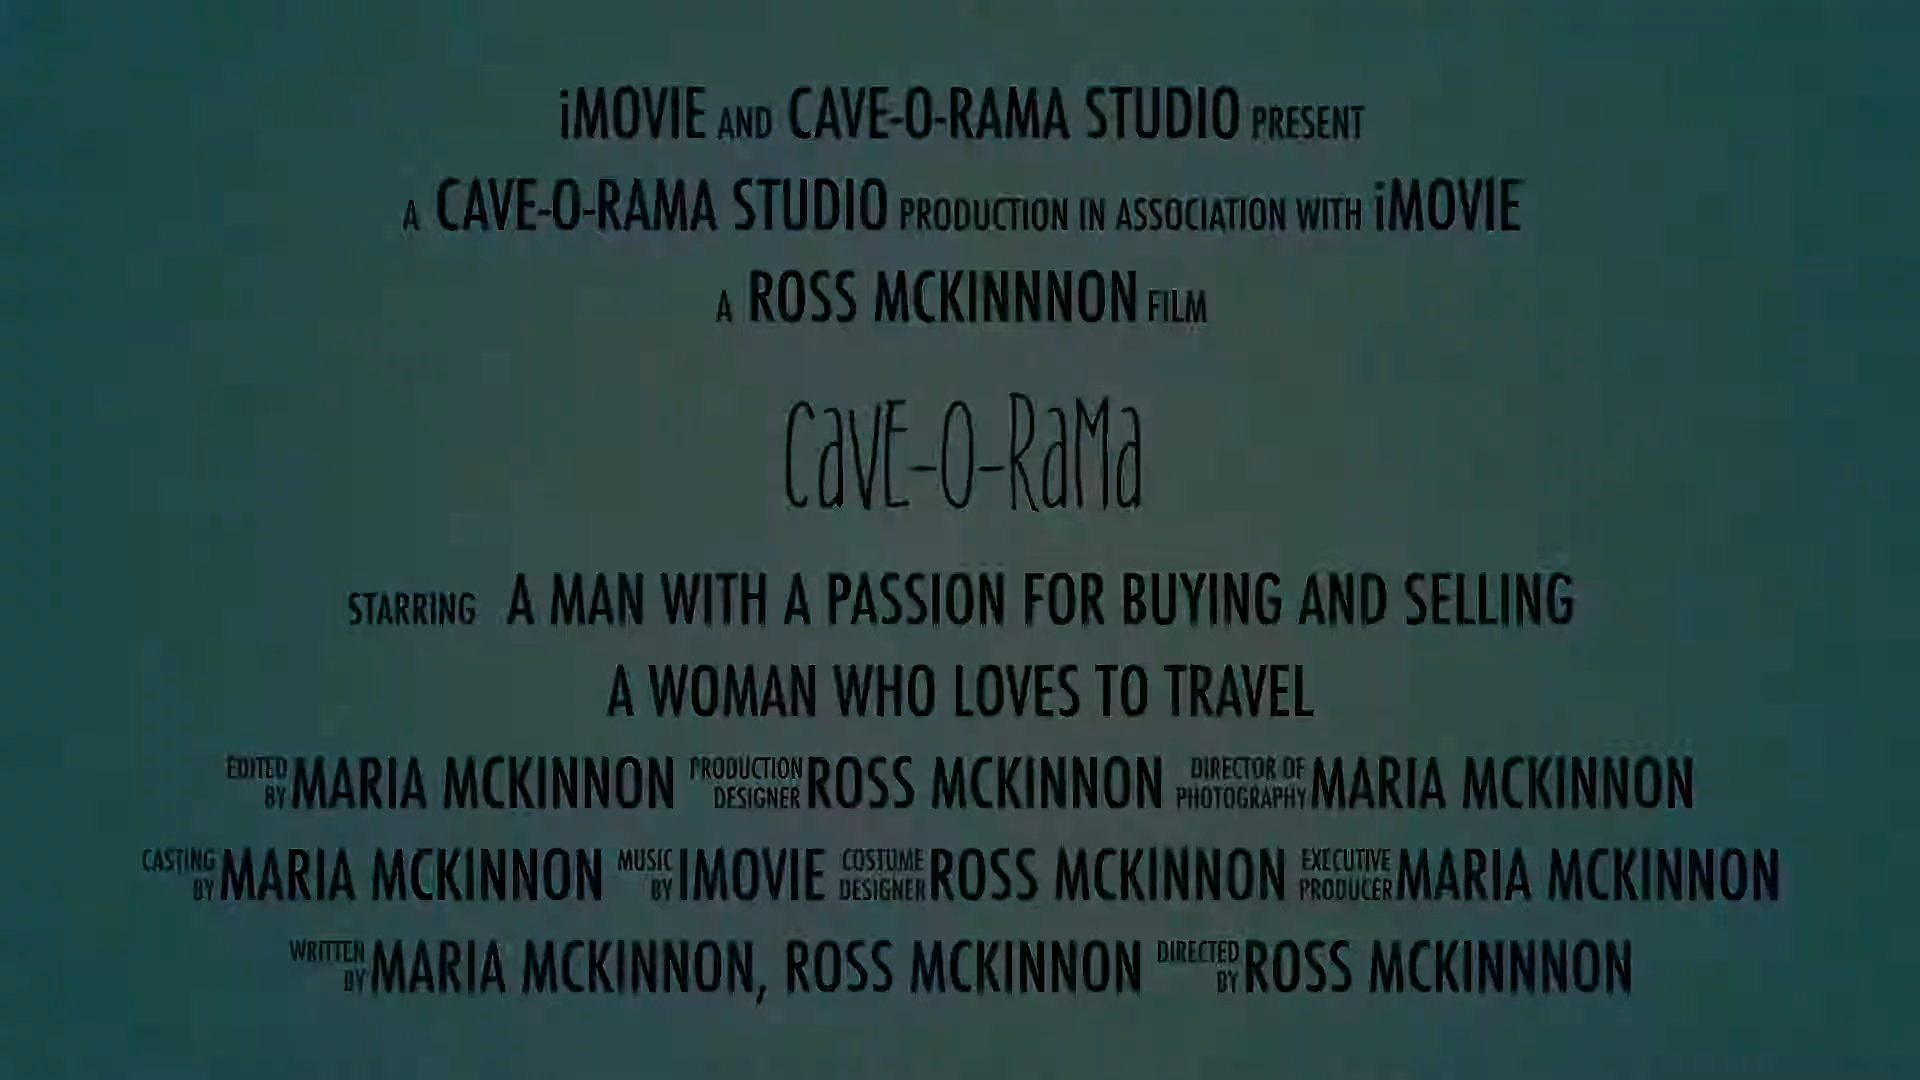 iMOVIE AND CAVE-O-RAMA STUDIO PRESENT
A CAVE-O-RAMA STUDIO PRODUCTION IN ASSOCIATION WITH iMOVIE
A ROSS MCKINNNON FILM
CaVE-O-RaMa
STARRING A MAN WITH A PASSION FOR BUYING AND SELLING
A WOMAN WHO LOVES TO TRAVEL
EDITED BY MARIA MCKINNON PRODUCTION DESIGNER ROSS MCKINNON DIRECTOR OF PHOTOGRAPHY MARIA MCKINNON
CASTING BY MARIA MCKINNON MUSIC BY IMOVIE COSTUME DESIGNER ROSS MCKINNON EXECUTIVE PRODUCER MARIA MCKINNON
WRITTEN BY MARIA MCKINNON, ROSS MCKINNON DIRECTED BY ROSS MCKINNNON